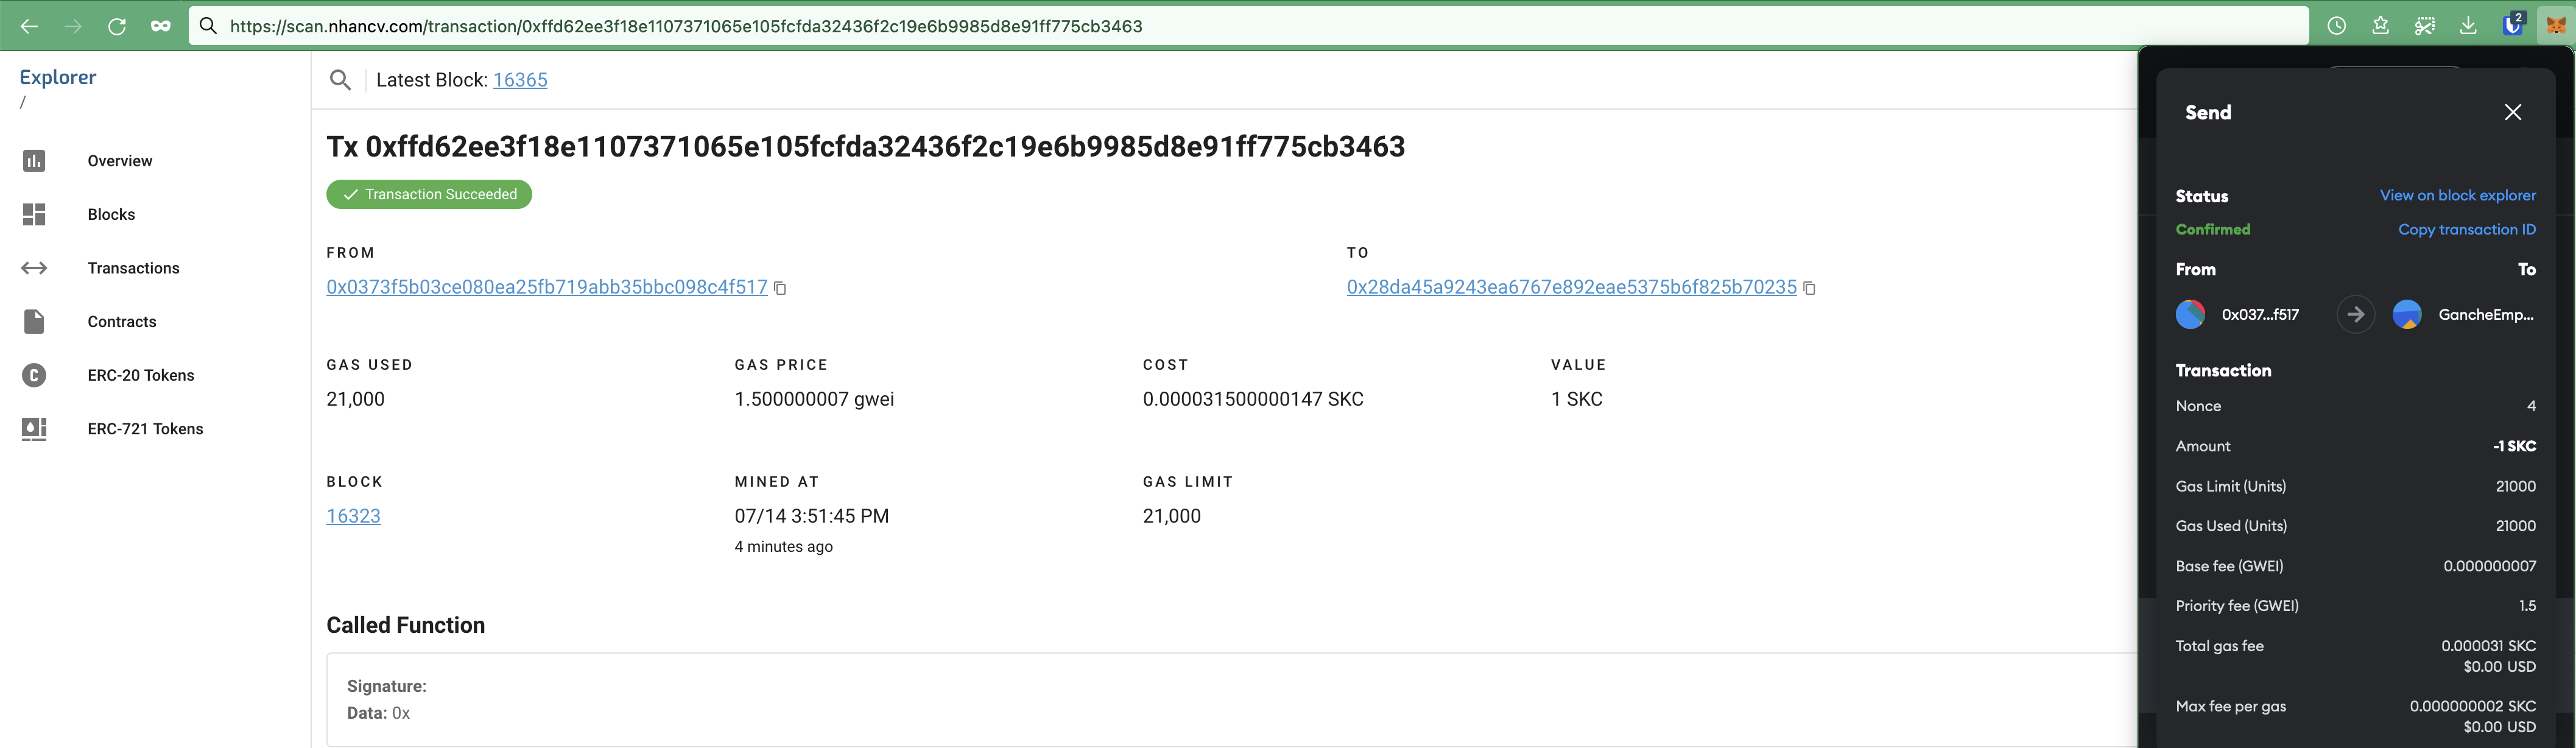 https://scan.nhancv.com/transaction/0xffd62ee3f18e1107371065e105fcfda32436f2c19e6b9985d8e91ff775cb3463
2
Explorer
/
Overview
Blocks
Transactions
Contracts
C
ERC-20 Tokens
ERC-721 Tokens
Latest Block: 16365
Tx 0xffd62ee3f18e1107371065e105fcfda32436f2c19e6b9985d8e91ff775cb3463
Transaction Succeeded
FROM
0x0373f5b03ce080ea25fb719abb35bbc098c4f517
TO
0x28da45a9243ea6767e892eae5375b6f825b70235
GAS USED
21,000
GAS PRICE
1.500000007 gwei
COST
0.000031500000147 SKC
VALUE
1 SKC
BLOCK
16323
MINED AT
07/14 3:51:45 PM
4 minutes ago
GAS LIMIT
21,000
Called Function
Signature:
Data: 0x
Send
Status
View on block explorer
Confirmed
Copy transaction ID
From
To
0x037...f517
GancheEmp...
Transaction
Nonce
4
Amount
-1 SKC
Gas Limit (Units)
21000
Gas Used (Units)
21000
Base fee (GWEI)
0.000000007
Priority fee (GWEI)
1.5
Total gas fee
0.000031 SKC
$0.00 USD
Max fee per gas
0.000000002 SKC
$0.00 USD